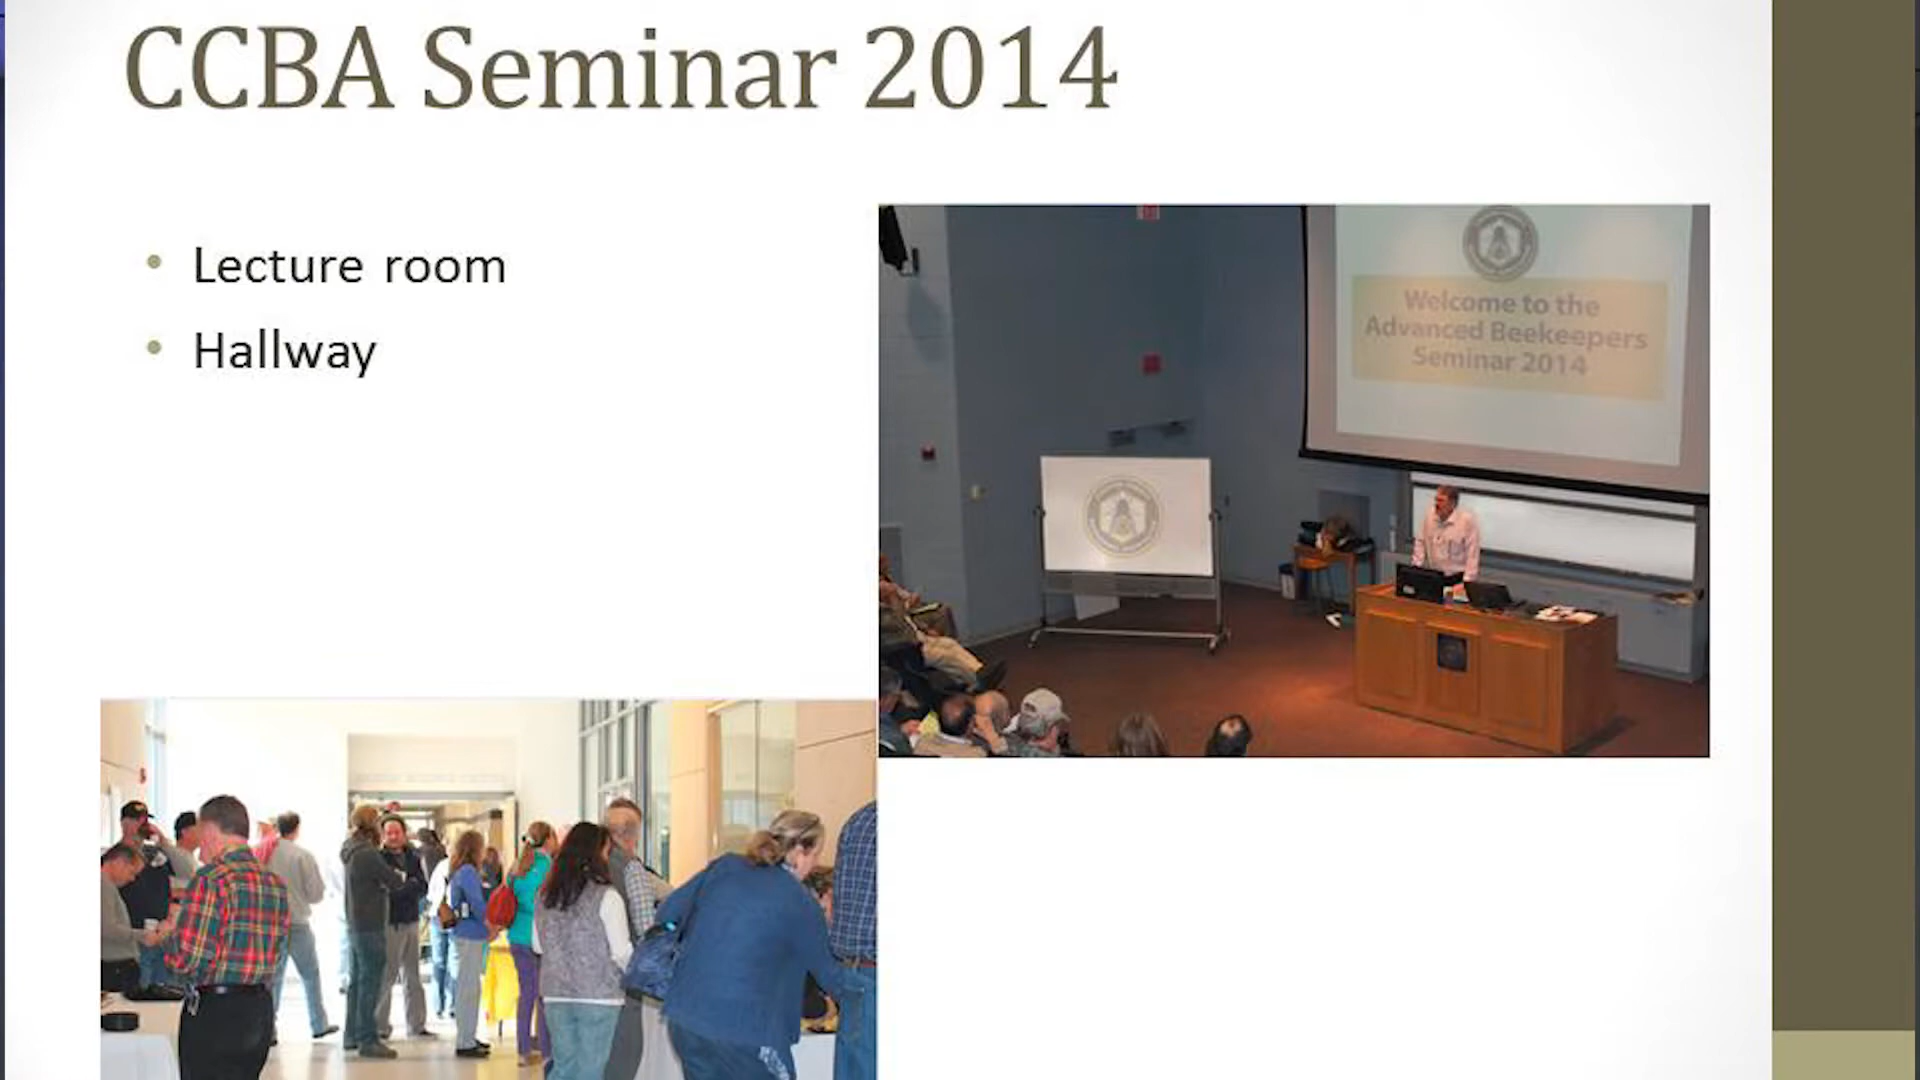 CCBA Seminar 2014
Lecture room
Hallway
Welcome to the
Advanced Beekeepers
Seminar 2014